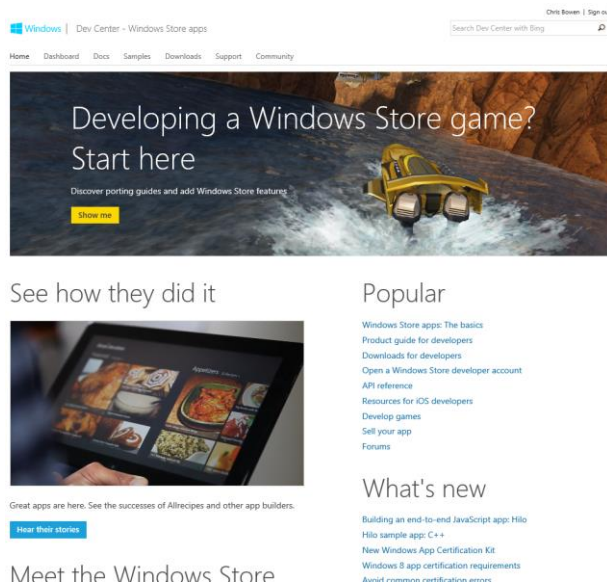 Chris Bowen | Sign ou
Windows | Dev Center - Windows Store apps
Search Dev Center with Bing
Home Dashboard Docs Samples Downloads Support Community
Developing a Windows Store game?
Start here
Discover porting guides and add Windows Store features
Show me
See how they did it
Appetizers
Great apps are here. See the successes of Allrecipes and other app builders.
Hear their stories
Meet the Windows Store
Popular
Windows Store apps: The basics
Product guide for developers
Downloads for developers
Open a Windows Store developer account
API reference
Resources for iOS developers
Develop games
Sell your app
Forums
What's new
Building an end-to-end JavaScript app: Hilo
Hilo sample app: C++
New Windows App Certification Kit
Windows 8 app certification requirements
Avoid common certification errors